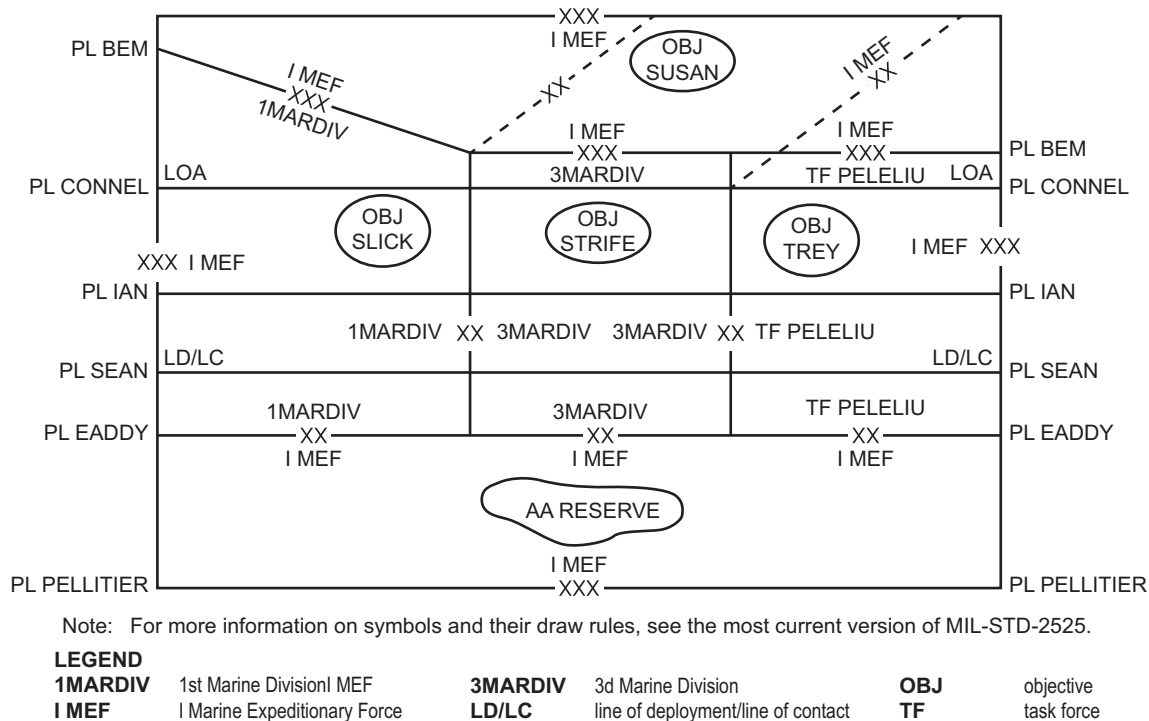 XXX
I MEF
PL BEM
OBJ
SUSAN
I MEF
XX
I MEF
XXX
1MARDIV
XX
I MEF
XXX
3MARDIV
I MEF
XXX
TF PELELIU
PL BEM
PL CONNEL
LOA
LOA
PL CONNEL
OBJ
SLICK
OBJ
STRIFE
OBJ
TREY
XXX I MEF
I MEF XXX
PL IAN
PL IAN
1MARDIV XX 3MARDIV
3MARDIV XX TF PELELIU
PL SEAN
LD/LC
LD/LC
PL SEAN
PL EADDY
1MARDIV
XX
I MEF
3MARDIV
XX
I MEF
TF PELELIU
XX
I MEF
PL EADDY
AA RESERVE
I MEF
XXX
PL PELLITIER
PL PELLITIER
Note: For more information on symbols and their draw rules, see the most current version of MIL-STD-2525.
LEGEND
1MARDIV 1st Marine DivisionI MEF 3MARDIV 3d Marine Division OBJ objective
I MEF I Marine Expeditionary Force LD/LC line of deployment/line of contact TF task force